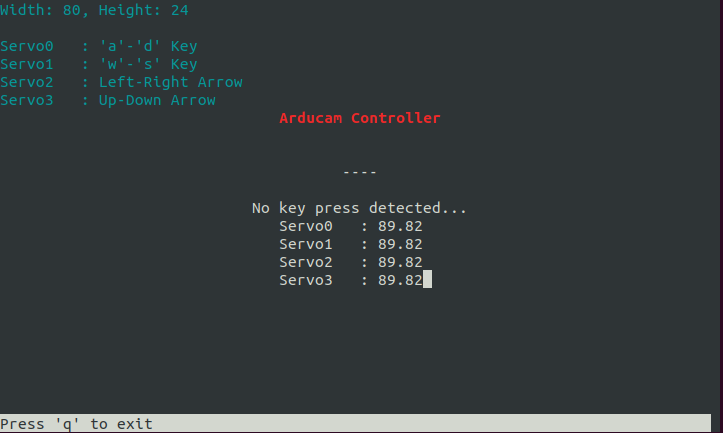 Width: 80, Height: 24
Servo0   : 'a'-'d' Key
Servo1   : 'w'-'s' Key
Servo2   : Left-Right Arrow
Servo3   : Up-Down Arrow
Arducam Controller
----
No key press detected...
Servo0   : 89.82
Servo1   : 89.82
Servo2   : 89.82
Servo3   : 89.82
Press 'q' to exit